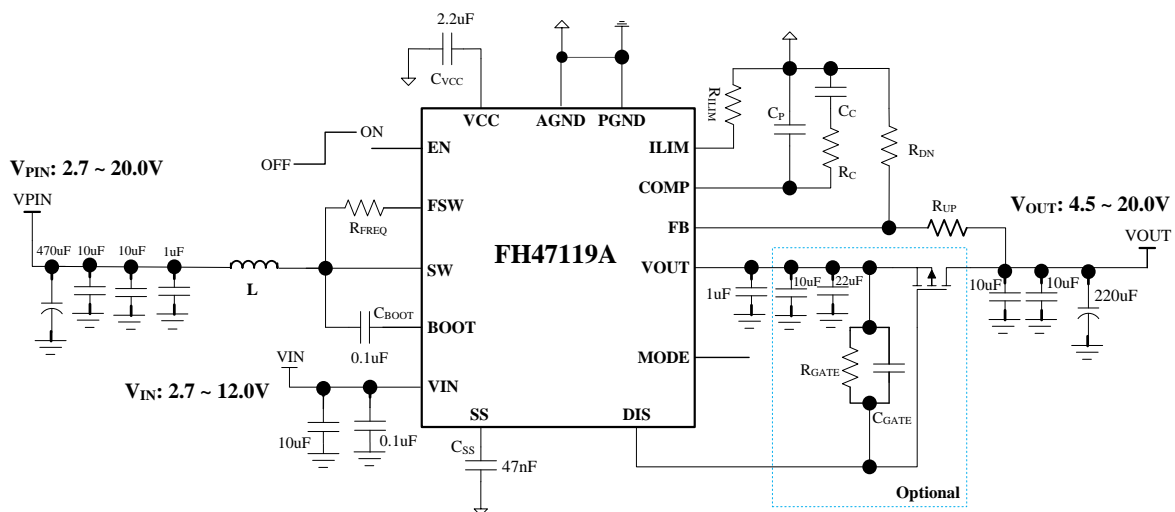 2.2uF
CVCC
VCC
AGND
PGND
ON
OFF
EN
RILIM
ILIM
CP
CC
RC
RDN
COMP
VPIN: 2.7 ~ 20.0V
VPIN
470uF
10uF
10uF
1uF
L
RFREQ
FSW
FH47119A
FB
RUP
VOUT: 4.5 ~ 20.0V
VOUT
SW
VOUT
1uF
10uF
22uF
10uF
10uF
220uF
CBOOT
0.1uF
BOOT
MODE
RGATE
CGATE
VIN
VIN: 2.7 ~ 12.0V
VIN
10uF
0.1uF
SS
DIS
CSS
47nF
Optional